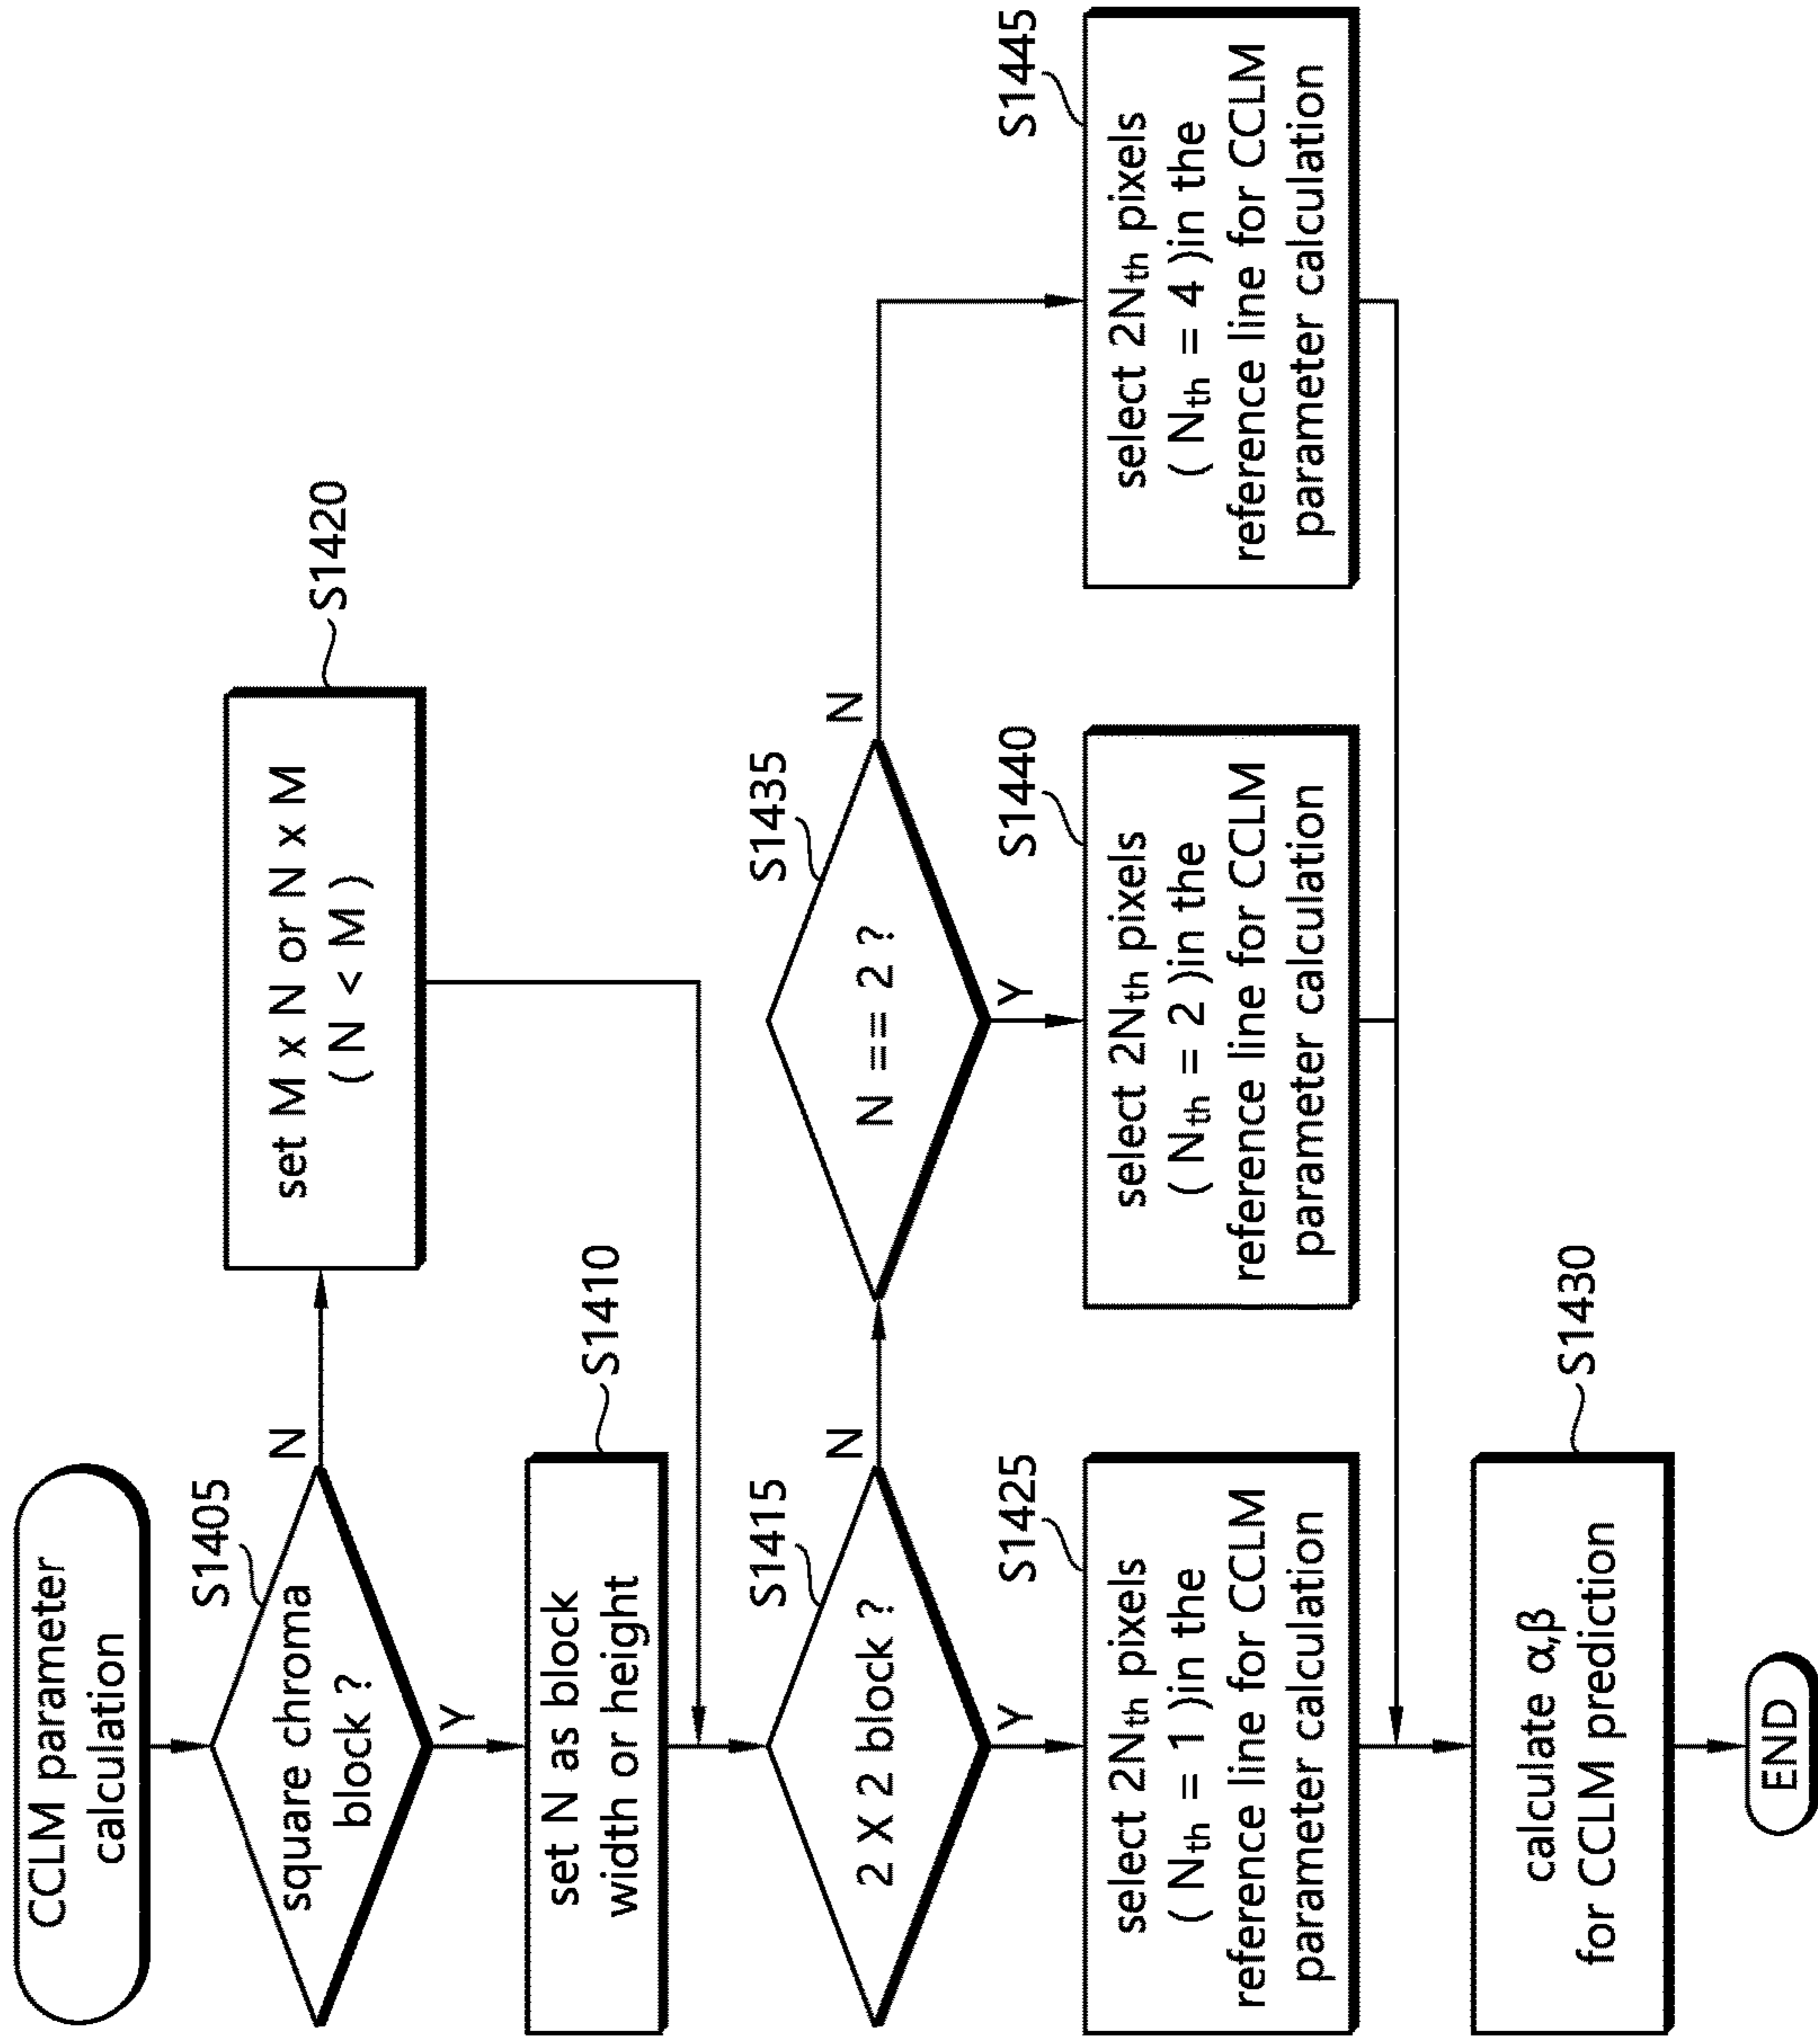 CCLM parameter
calculation
S1405
square chroma
block ?
N
Y
S1420
set M x N or N x M
( N < M )
S1410
set N as block
width or height
S1415
2 X 2 block ?
N
Y
S1435
N == 2 ?
N
Y
S1425
select 2Nth pixels
( Nth = 1 )in the
reference line for CCLM
parameter calculation
S1440
select 2Nth pixels
( Nth = 2 )in the
reference line for CCLM
parameter calculation
S1445
select 2Nth pixels
( Nth = 4 )in the
reference line for CCLM
parameter calculation
S1430
calculate α,β
for CCLM prediction
END